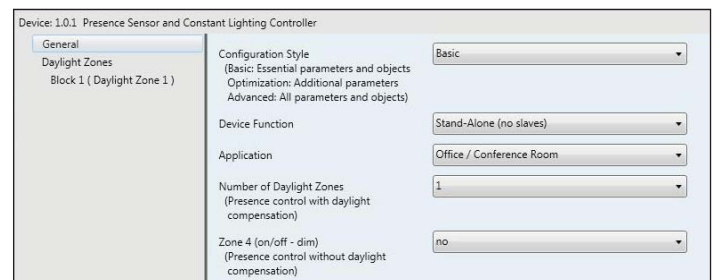 Device: 1.0.1 Presence Sensor and Constant Lighting Controller
General
Daylight Zones
Block 1 ( Daylight Zone 1 )
Configuration Style
(Basic: Essential parameters and objects
Optimization: Additional parameters
Advanced: All parameters and objects)
Basic
Device Function
Stand-Alone (no slaves)
Application
Office / Conference Room
Number of Daylight Zones
(Presence control with daylight
compensation)
1
Zone 4 (on/off - dim)
(Presence control without daylight
compensation)
no